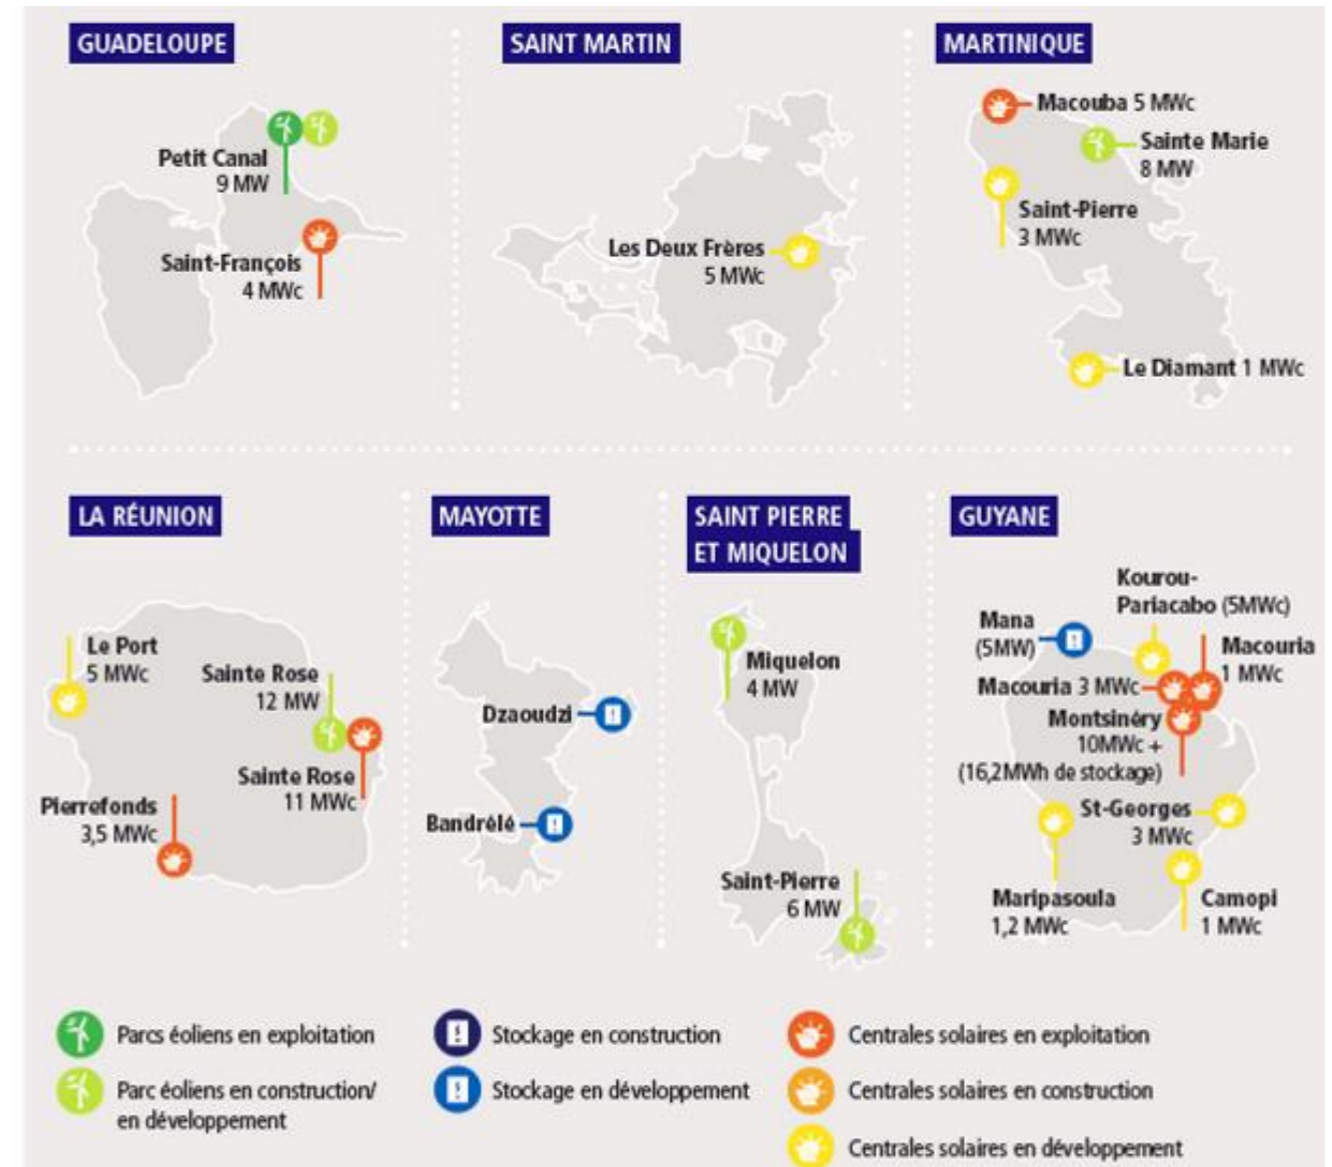 GUADELOUPE
Petit Canal
9 MW
Saint-François
4 MWc
SAINT MARTIN
Les Deux Frères
5 MWc
MARTINIQUE
Macouba 5 MWc
Sainte Marie
8 MW
Saint-Pierre
3 MWc
Le Diamant 1 MWc
LA RÉUNION
Le Port
5 MWc
Sainte Rose
12 MW
Sainte Rose
11 MWc
Pierrefonds
3,5 MWc
MAYOTTE
Dzaoudzi
Bandrélé
SAINT PIERRE
ET MIQUELON
Miquelon
4 MW
Saint-Pierre
6 MW
GUYANE
Kourou-
Pariacabo (5MWc)
Mana
(5MW)
Macouria
1 MWc
Macouria 3 MWc
Montsinéry
10MWc +
(16,2MWh de stockage)
St-Georges
3 MWc
Maripasoula
1,2 MWc
Camopi
1 MWc
Parcs éoliens en exploitation
Parc éoliens en construction/
en développement
Stockage en construction
Stockage en développement
Centrales solaires en exploitation
Centrales solaires en construction
Centrales solaires en développement